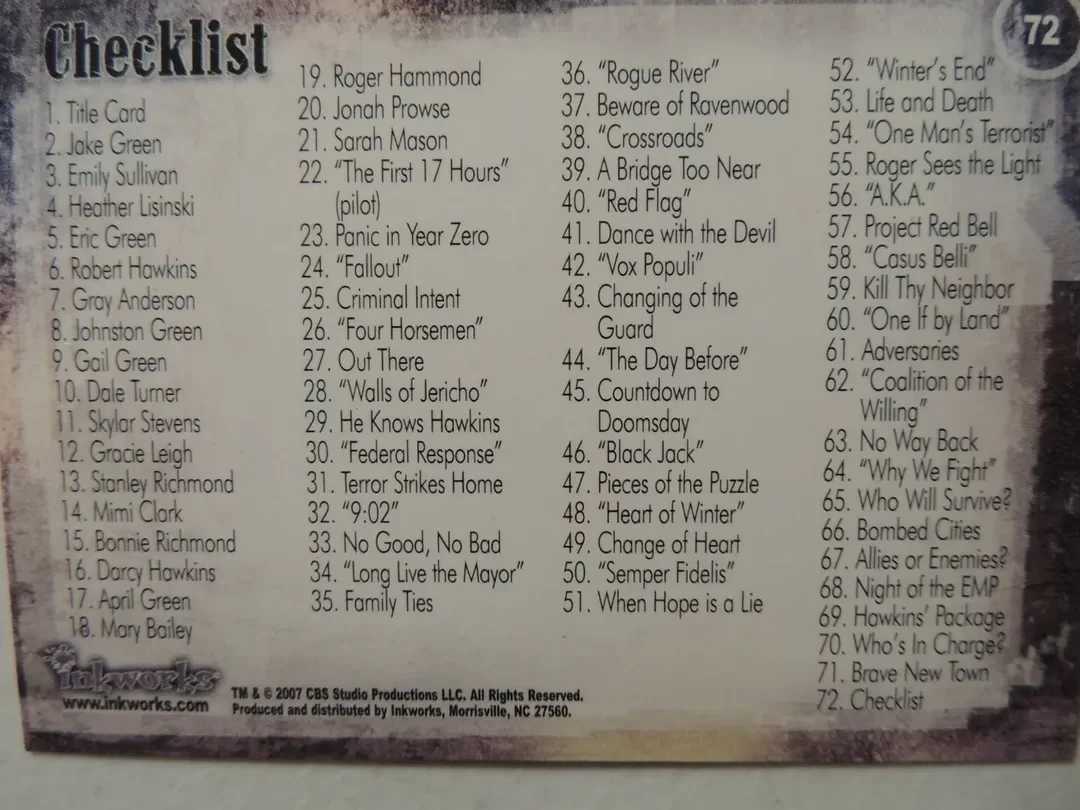 Checklist
72
1. Title Card
2. Jake Green
3. Emily Sullivan
4. Heather Lisinski
5. Eric Green
6. Robert Hawkins
7. Gray Anderson
8. Johnston Green
9. Gail Green
10. Dale Turner
11. Skylar Stevens
12. Gracie Leigh
13. Stanley Richmond
14. Mimi Clark
15. Bonnie Richmond
16. Darcy Hawkins
17. April Green
18. Mary Bailey
19. Roger Hammond
20. Jonah Prowse
21. Sarah Mason
22. “The First 17 Hours”
(pilot)
23. Panic in Year Zero
24. “Fallout”
25. Criminal Intent
26. “Four Horsemen”
27. Out There
28. “Walls of Jericho”
29. He Knows Hawkins
30. “Federal Response”
31. Terror Strikes Home
32. “9:02”
33. No Good, No Bad
34. “Long Live the Mayor”
35. Family Ties
36. “Rogue River”
37. Beware of Ravenwood
38. “Crossroads”
39. A Bridge Too Near
40. “Red Flag”
41. Dance with the Devil
42. “Vox Populi”
43. Changing of the
Guard
44. “The Day Before”
45. Countdown to
Doomsday
46. “Black Jack”
47. Pieces of the Puzzle
48. “Heart of Winter”
49. Change of Heart
50. “Semper Fidelis”
51. When Hope is a Lie
52. “Winter’s End”
53. Life and Death
54. “One Man’s Terrorist”
55. Roger Sees the Light
56. “A.K.A.”
57. Project Red Bell
58. “Casus Belli”
59. Kill Thy Neighbor
60. “One If by Land”
61. Adversaries
62. “Coalition of the
Willing”
63. No Way Back
64. “Why We Fight”
65. Who Will Survive?
66. Bombed Cities
67. Allies or Enemies?
68. Night of the EMP
69. Hawkins’ Package
70. Who’s In Charge?
71. Brave New Town
72. Checklist
inkworks
www.inkworks.com
TM & © 2007 CBS Studio Productions LLC. All Rights Reserved.
Produced and distributed by Inkworks, Morrisville, NC 27560.